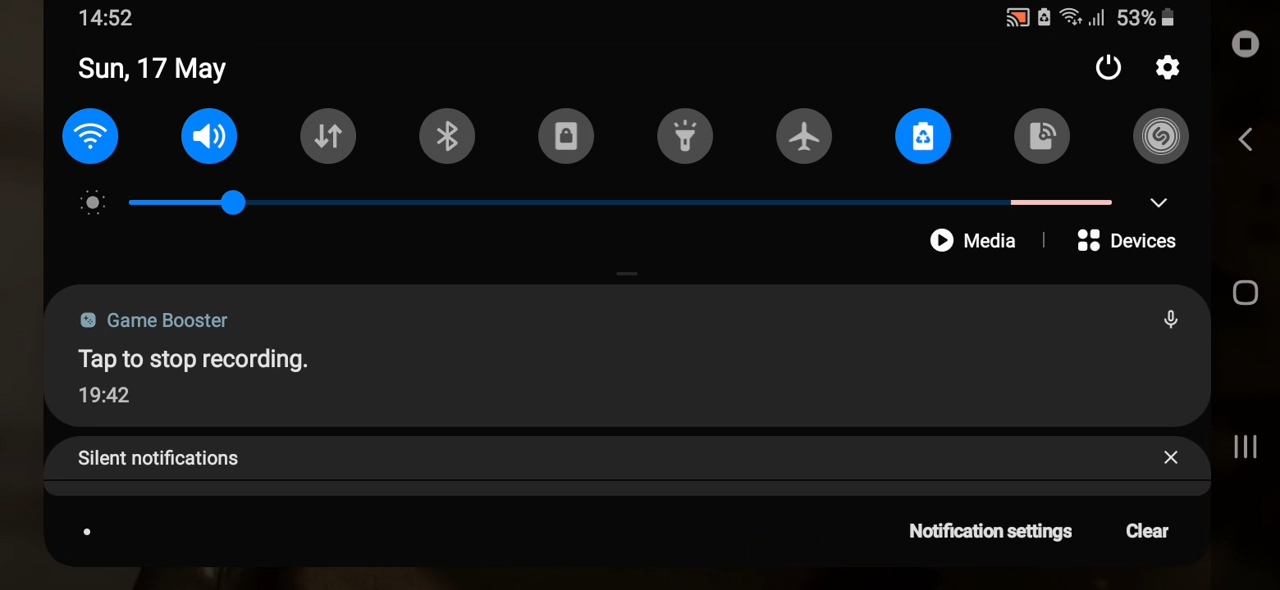 14:52
53%
Sun, 17 May
Media
Devices
Game Booster
Tap to stop recording.
19:42
Silent notifications
Notification settings
Clear